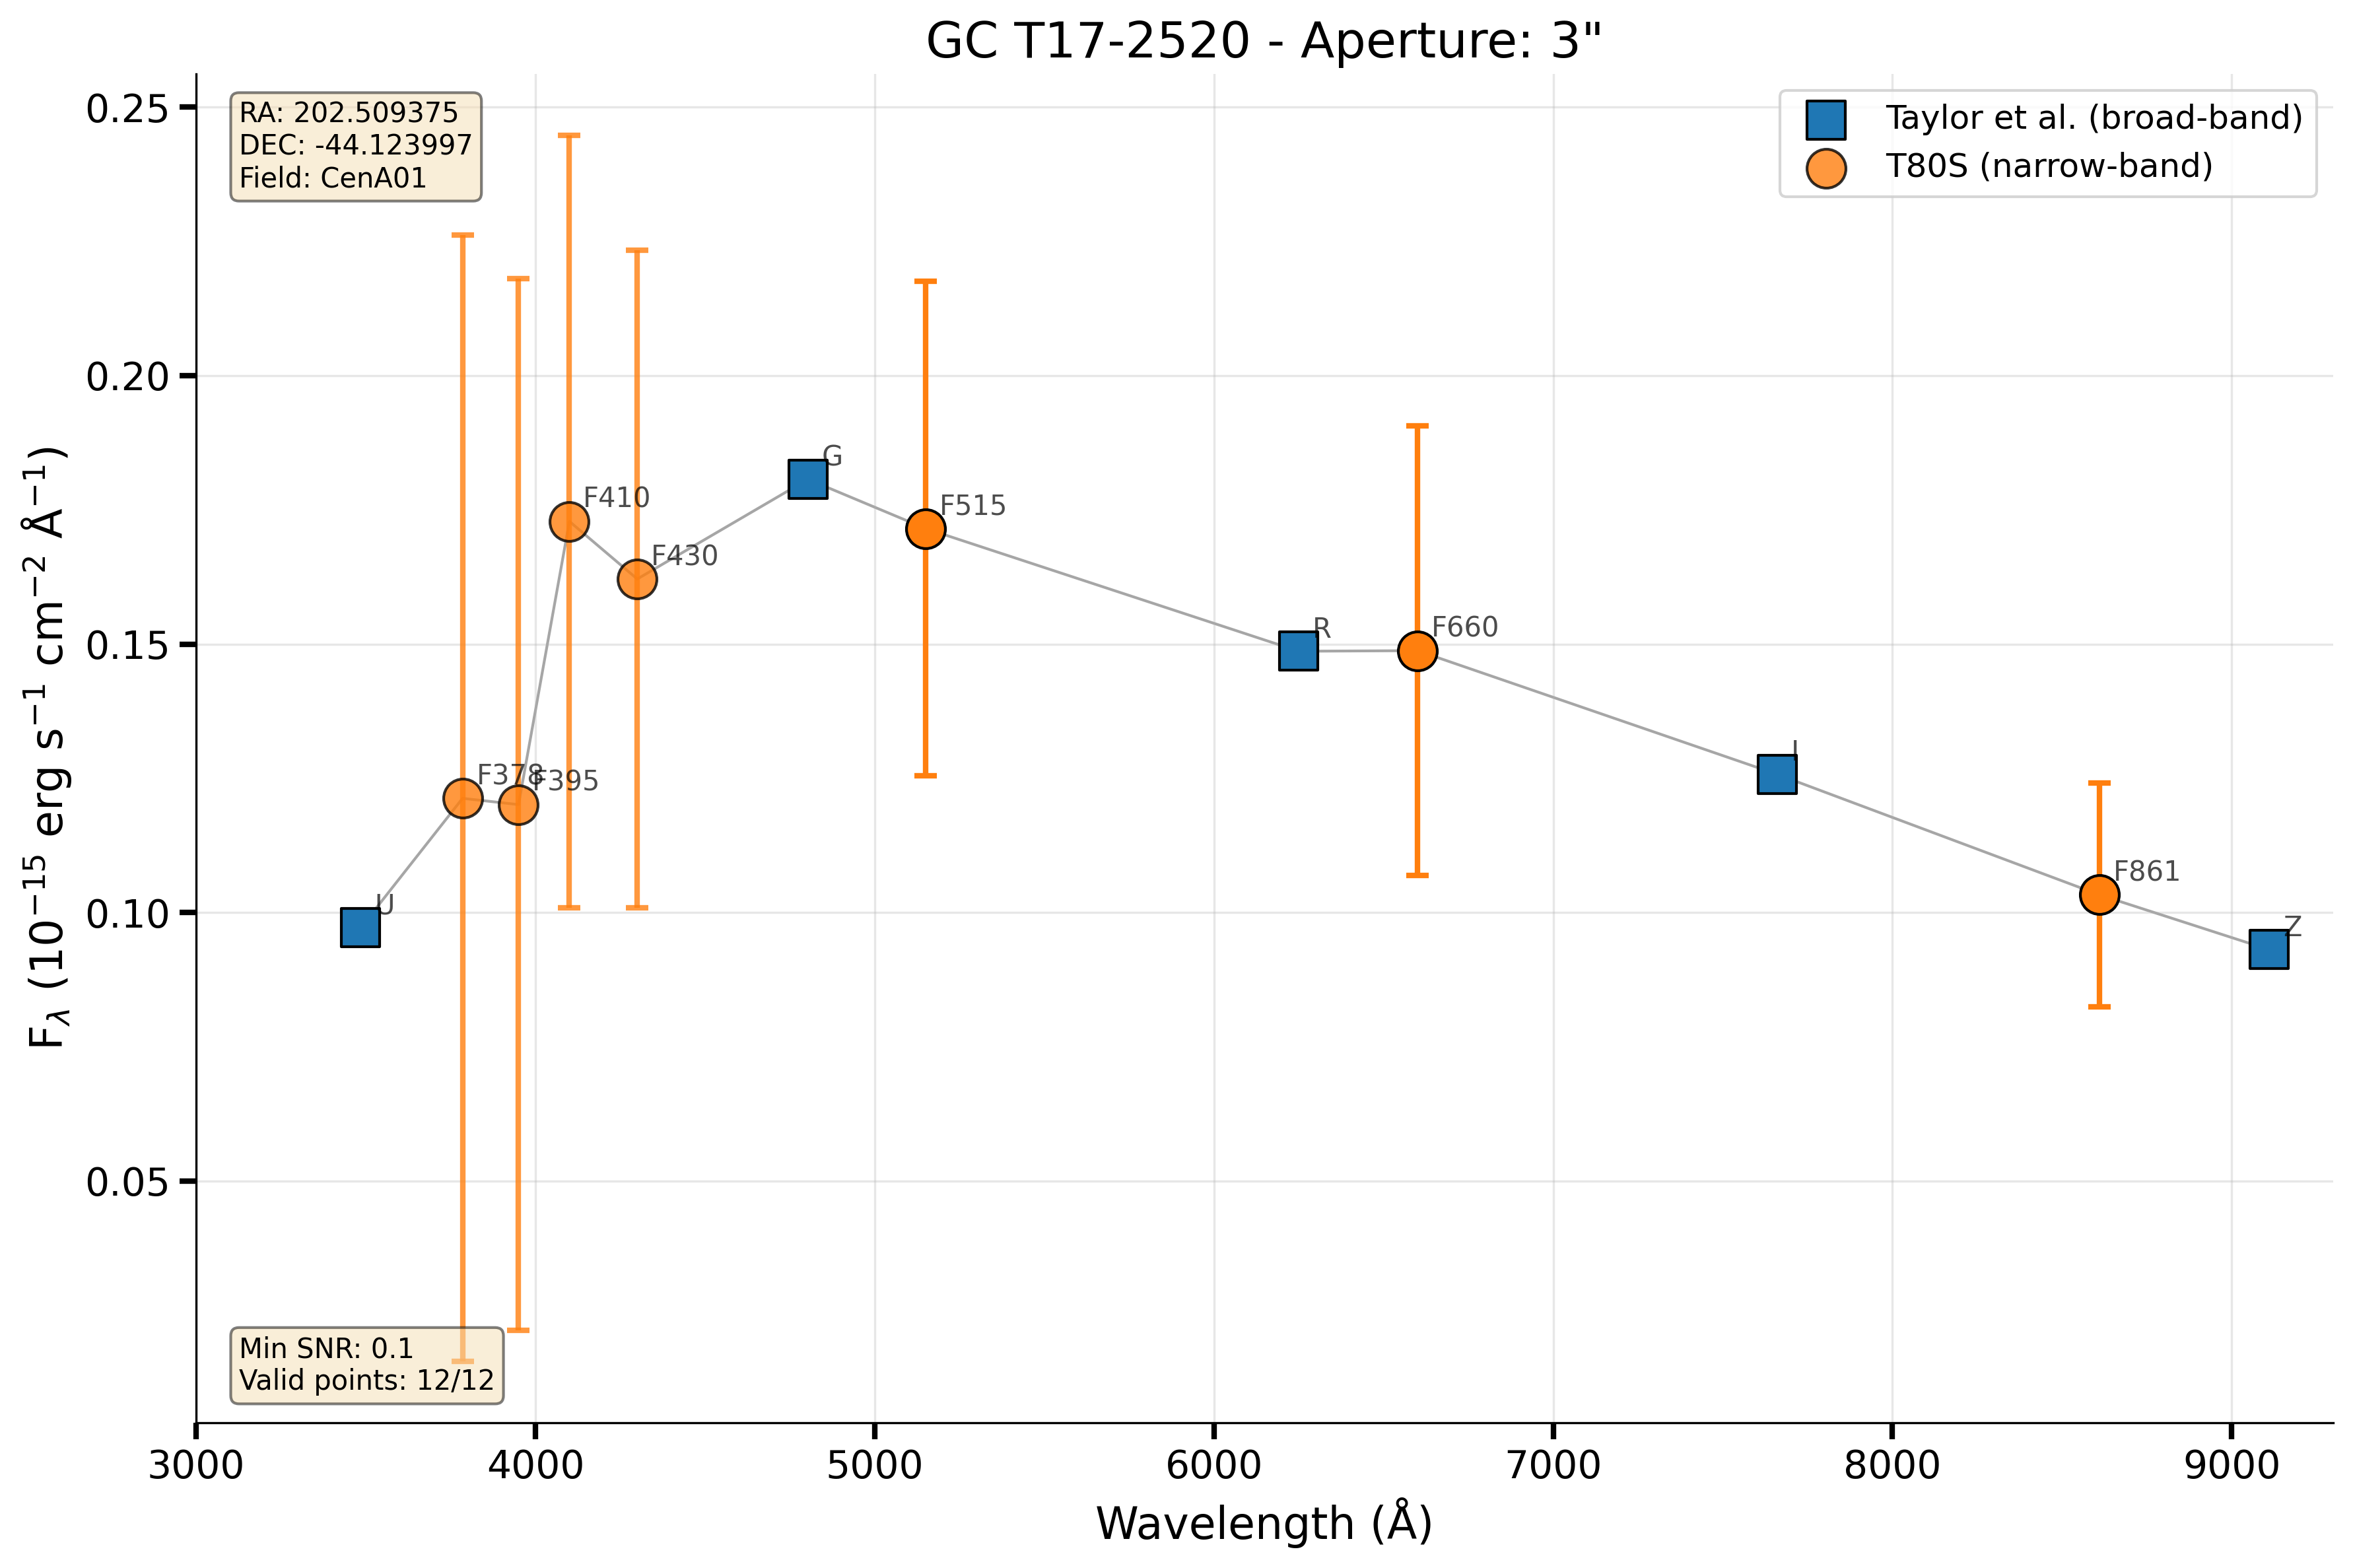 GC T17-2520 - Aperture: 3"
RA: 202.509375
DEC: -44.123997
Field: CenA01
Taylor et al. (broad-band)
T80S (narrow-band)
0.25
0.20
0.15
0.10
0.05
F_λ (10⁻¹⁵ erg s⁻¹ cm⁻² Å⁻¹)
U
F378
F395
F410
F430
G
F515
R
F660
I
F861
Z
Min SNR: 0.1
Valid points: 12/12
3000
4000
5000
6000
7000
8000
9000
Wavelength (Å)